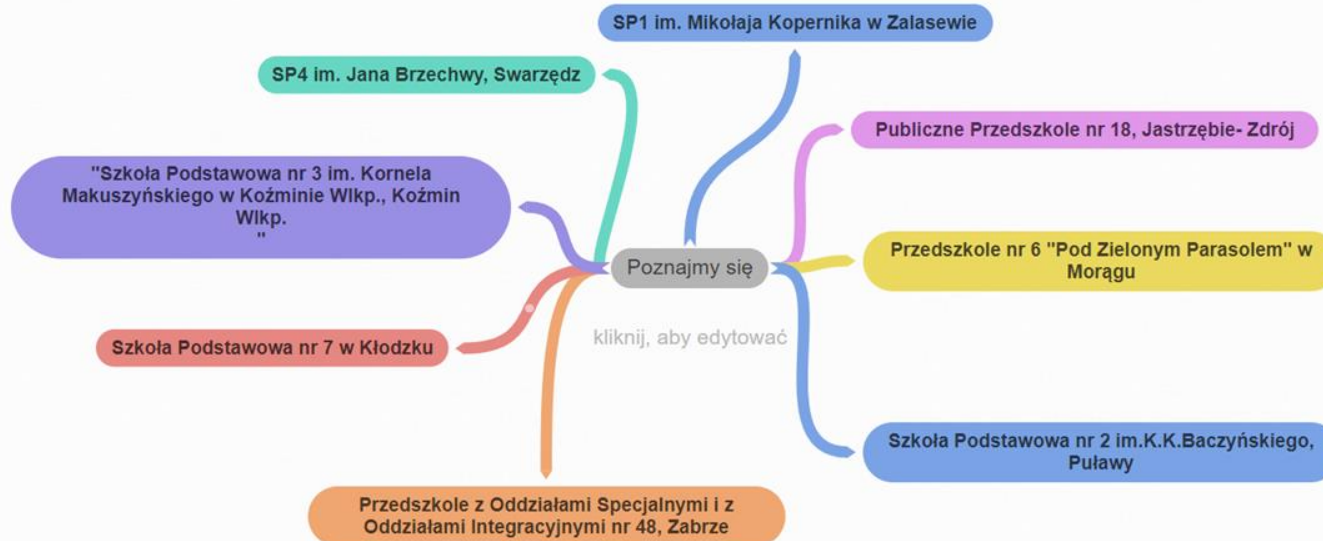 SP1 im. Mikołaja Kopernika w Zalasewie
SP4 im. Jana Brzechwy, Swarzędz
Publiczne Przedszkole nr 18, Jastrzębie- Zdrój
"Szkoła Podstawowa nr 3 im. Kornela
Makuszyńskiego w Koźminie Wlkp., Koźmin
Wlkp.
"
Przedszkole nr 6 "Pod Zielonym Parasolem" w
Morągu
Poznajmy się
kliknij, aby edytować
Szkoła Podstawowa nr 7 w Kłodzku
Szkoła Podstawowa nr 2 im.K.K.Baczyńskiego,
Puławy
Przedszkole z Oddziałami Specjalnymi i z
Oddziałami Integracyjnymi nr 48, Zabrze